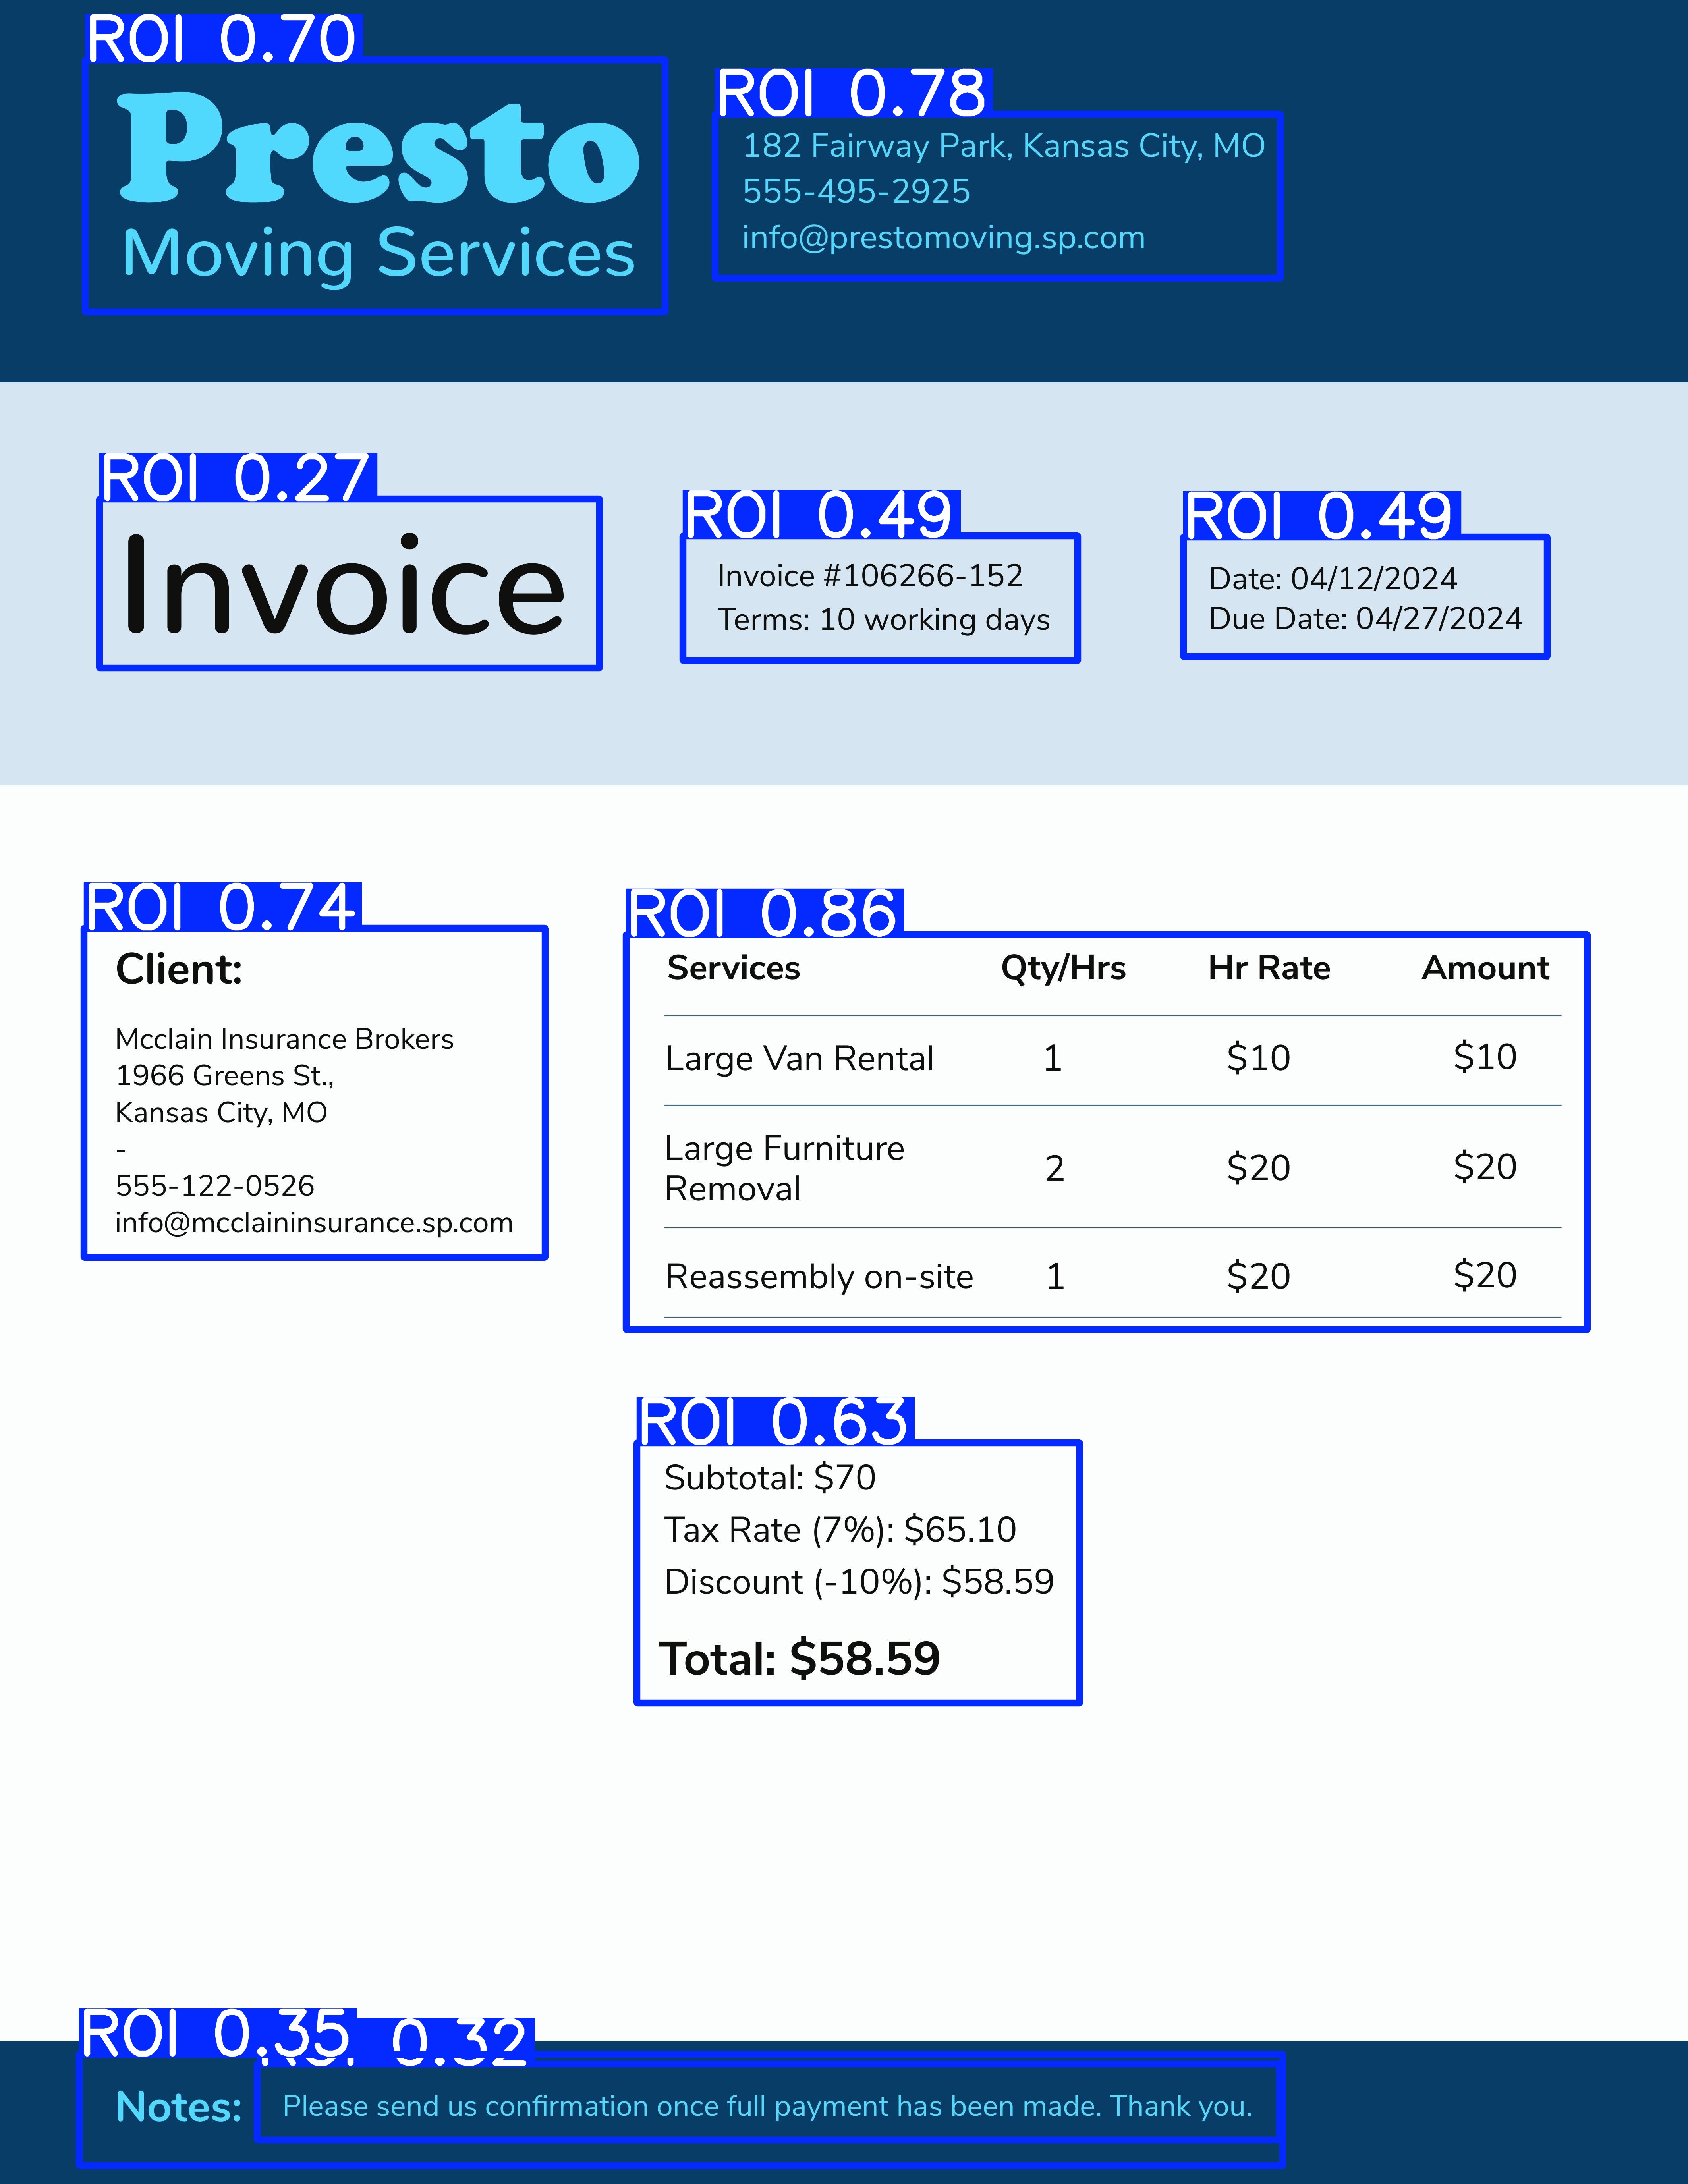 ROI 0.70
Presto
Moving Services
ROI 0.78
182 Fairway Park, Kansas City, MO
555-495-2925
info@prestomoving.sp.com
ROI 0.27
Invoice
ROI 0.49
Invoice #106266-152
Terms: 10 working days
ROI 0.49
Date: 04/12/2024
Due Date: 04/27/2024
ROI 0.74
Client:
Mcclain Insurance Brokers
1966 Greens St.,
Kansas City, MO
-
555-122-0526
info@mcclaininsurance.sp.com
ROI 0.86
Services Qty/Hrs Hr Rate Amount
Large Van Rental 1 $10 $10
Large Furniture
Removal 2 $20 $20
Reassembly on-site 1 $20 $20
ROI 0.63
Subtotal: $70
Tax Rate (7%): $65.10
Discount (-10%): $58.59
Total: $58.59
ROI 0.35
0.32
Notes: Please send us confirmation once full payment has been made. Thank you.